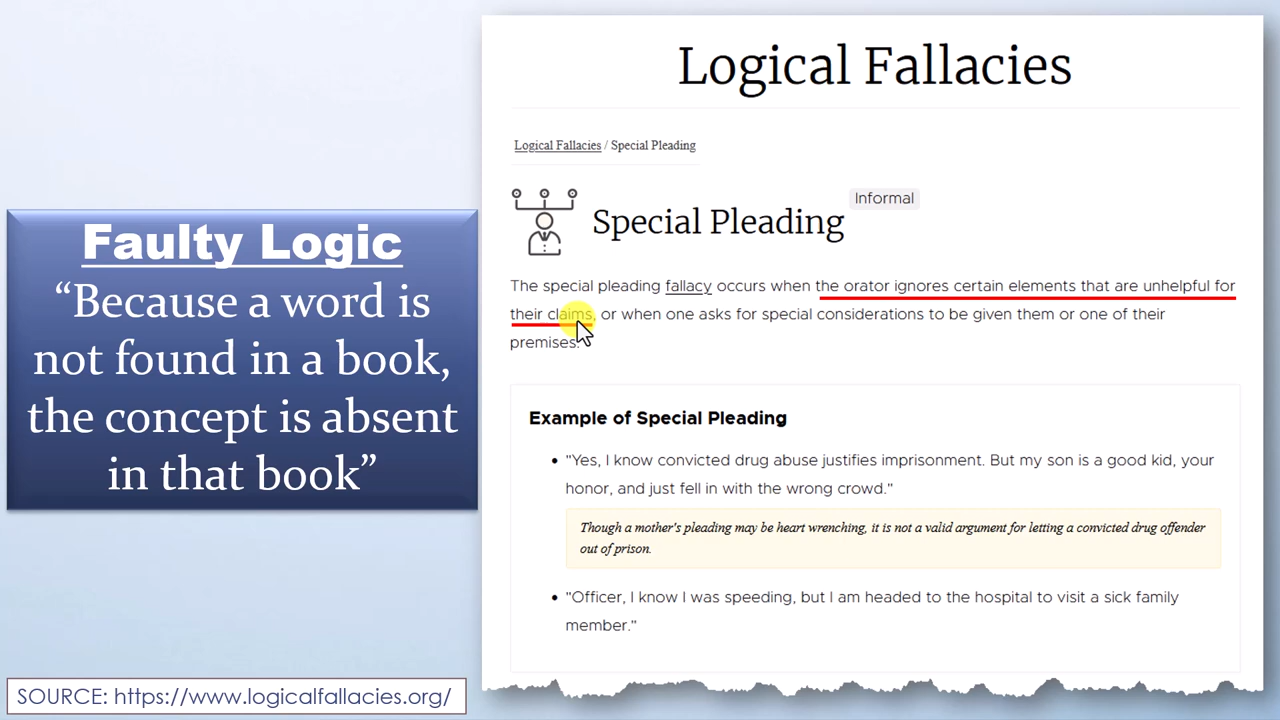 Logical Fallacies
Logical Fallacies / Special Pleading
Special Pleading
Informal
The special pleading fallacy occurs when the orator ignores certain elements that are unhelpful for
their claims, or when one asks for special considerations to be given them or one of their
premises.
Example of Special Pleading
• "Yes, I know convicted drug abuse justifies imprisonment. But my son is a good kid, your
honor, and just fell in with the wrong crowd."
Though a mother's pleading may be heart wrenching, it is not a valid argument for letting a convicted drug offender
out of prison.
• "Officer, I know I was speeding, but I am headed to the hospital to visit a sick family
member."
Faulty Logic
“Because a word is
not found in a book,
the concept is absent
in that book”
SOURCE: https://www.logicalfallacies.org/